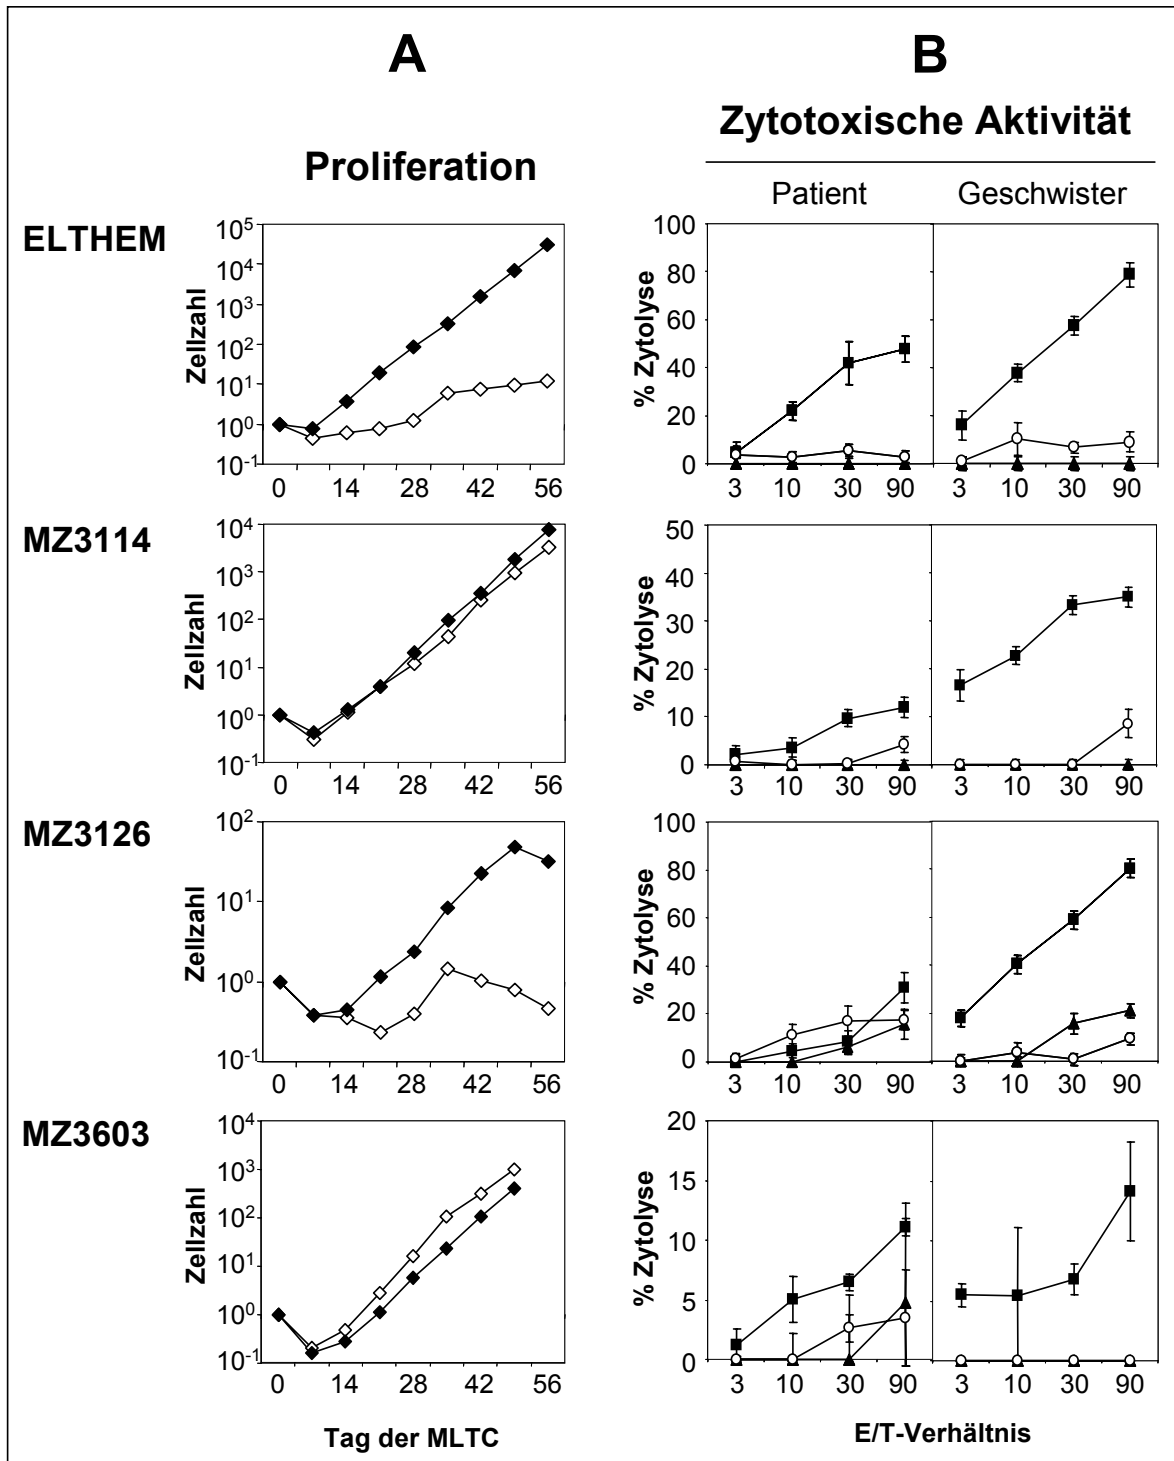 A
B
Zytotoxische Aktivität
Proliferation
Patient
Geschwister
ELTHEM
Zellzahl
10^5
10^4
10^3
10^2
10^1
10^0
10^-1
0 14 28 42 56
% Zytolyse
100
80
60
40
20
0
3 10 30 90
3 10 30 90
MZ3114
Zellzahl
10^4
10^3
10^2
10^1
10^0
10^-1
0 14 28 42 56
% Zytolyse
50
40
30
20
10
0
3 10 30 90
3 10 30 90
MZ3126
Zellzahl
10^2
10^1
10^0
10^-1
0 14 28 42 56
% Zytolyse
100
80
60
40
20
0
3 10 30 90
3 10 30 90
MZ3603
Zellzahl
10^4
10^3
10^2
10^1
10^0
10^-1
0 14 28 42 56
% Zytolyse
20
15
10
5
0
3 10 30 90
3 10 30 90
Tag der MLTC
E/T-Verhältnis